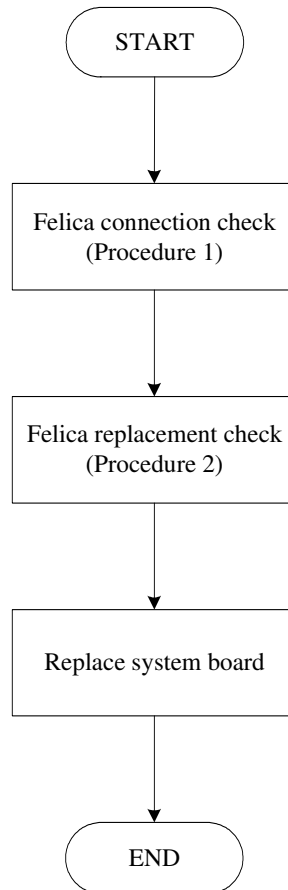 START
Felica connection check
(Procedure 1)
Felica replacement check
(Procedure 2)
Replace system board
END